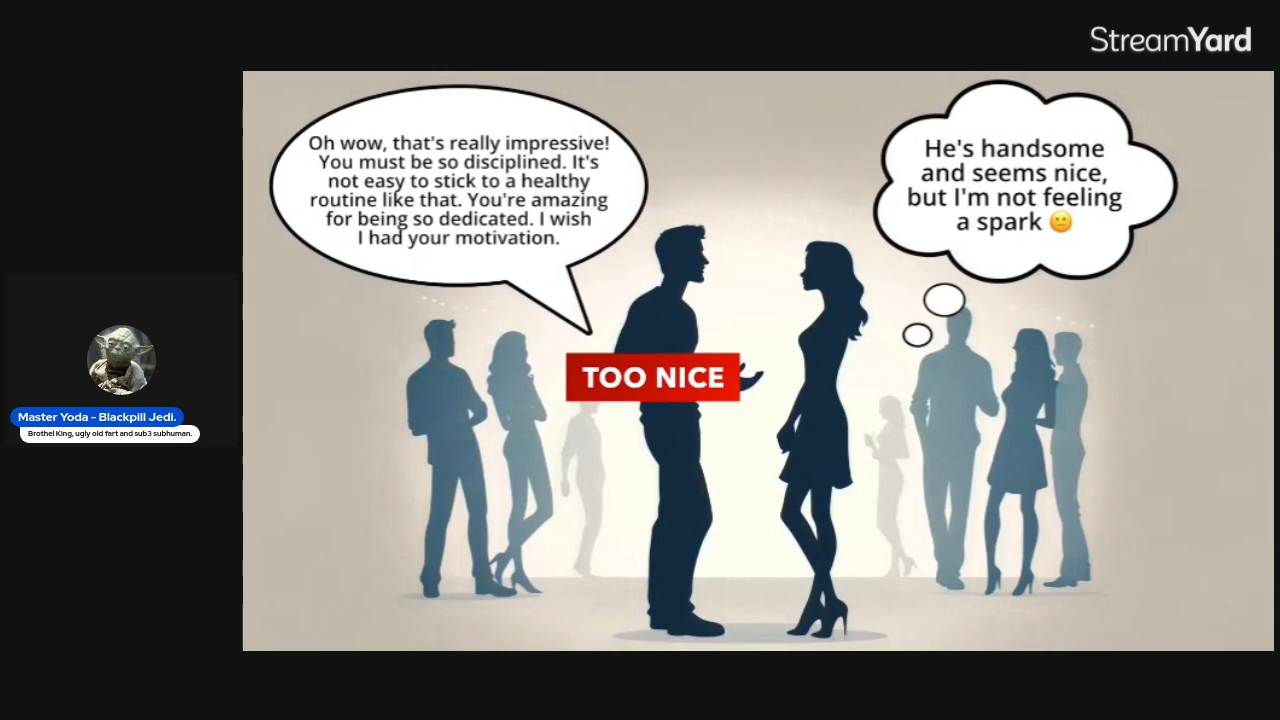 StreamYard
Oh wow, that's really impressive!
You must be so disciplined. It's
not easy to stick to a healthy
routine like that. You're amazing
for being so dedicated. I wish
I had your motivation.
He's handsome
and seems nice,
but I'm not feeling
a spark 😕
TOO NICE
Master Yoda - Blackpill Jedi.
Brothel King, ugly old fart and sub3 subhuman.